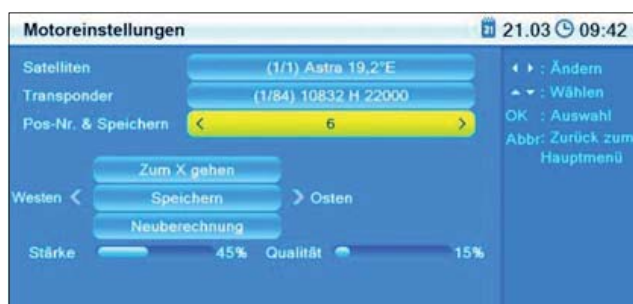 Motoreinstellungen 21.03 09:42
Satelliten (1/1) Astra 19,2°E
Transponder (1/84) 10832 H 22000
Pos-Nr. & Speichern < 6 >
Zum X gehen
Westen < Speichern > Osten
Neuberechnung
Stärke 45% Qualität 15%
◂ ▸ : Ändern
▴ ▾ : Wählen
OK : Auswahl
Abbr: Zurück zum
Hauptmenü